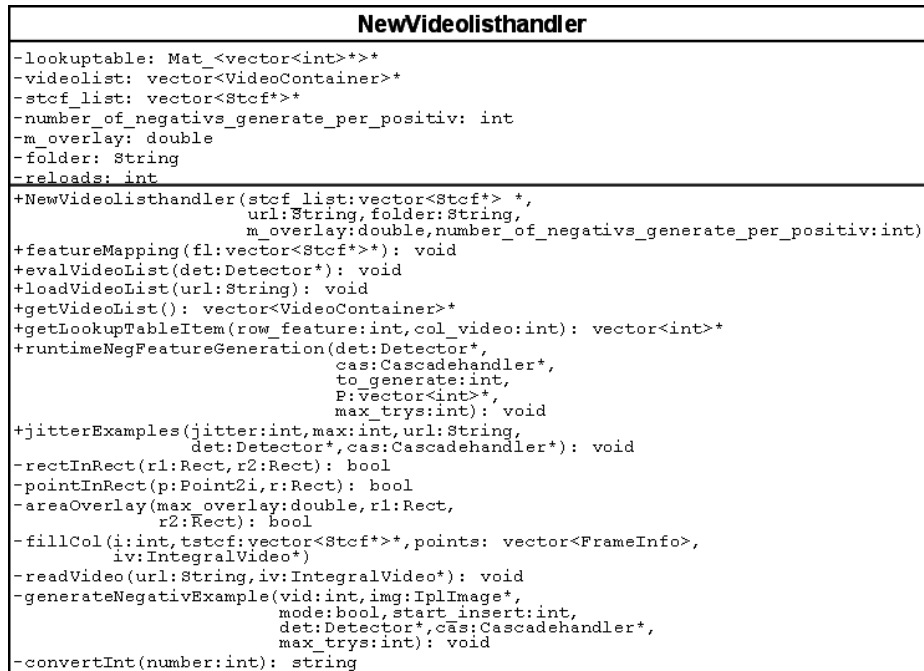 NewVideolisthandler
-lookuptable: Mat_<vector<int>*>*
-videolist: vector<VideoContainer>*
-stcf_list: vector<Stcf*>*
-number_of_negativs_generate_per_positiv: int
-m_overlay: double
-folder: String
-reloads: int
+NewVideolisthandler(stcf_list:vector<Stcf*> *,
url:String,folder:String,
m_overlay:double,number_of_negativs_generate_per_positiv:int)
+featureMapping(fl:vector<Stcf*>*): void
+evalVideoList(det:Detector*): void
+loadVideoList(url:String): void
+getVideoList(): vector<VideoContainer>*
+getLookupTableItem(row_feature:int,col_video:int): vector<int>*
+runtimeNegFeatureGeneration(det:Detector*,
cas:Cascadehandler*,
to_generate:int,
P:vector<int>*,
max_trys:int): void
+jitterExamples(jitter:int,max:int,url:String,
det:Detector*,cas:Cascadehandler*): void
-rectInRect(r1:Rect,r2:Rect): bool
-pointInRect(p:Point2i,r:Rect): bool
-areaOverlay(max_overlay:double,r1:Rect,
r2:Rect): bool
-fillCol(i:int,tstcf:vector<Stcf*>*,points: vector<FrameInfo>,
iv:IntegralVideo*)
-readVideo(url:String,iv:IntegralVideo*): void
-generateNegativExample(vid:int,img:IplImage*,
mode:bool,start_insert:int,
det:Detector*,cas:Cascadehandler*,
max_trys:int): void
-convertInt(number:int): string